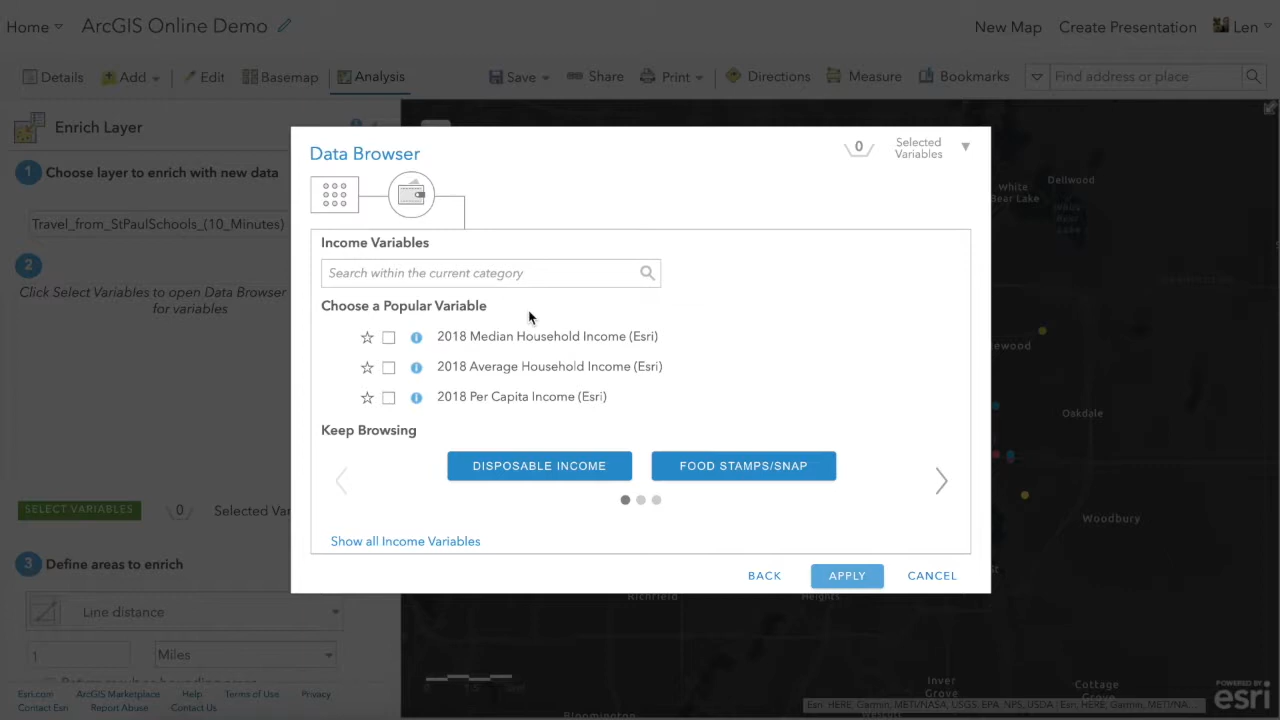 Home
ArcGIS Online Demo
New Map
Create Presentation
Len
Details
Add
Edit
Basemap
Analysis
Save
Share
Print
Directions
Measure
Bookmarks
Find address or place
Enrich Layer
1
Choose layer to enrich with new data
Travel_from_StPaulSchools_(10_Minutes)
2
Click Select Variables to open Data Browser
for variables
SELECT VARIABLES
0
Selected Var
3
Define areas to enrich
Line distance
1
Miles
Esri.com
ArcGIS Marketplace
Help
Terms of Use
Privacy
Contact Esri
Report Abuse
Contact Us
Data Browser
0
Selected
Variables
Income Variables
Search within the current category
Choose a Popular Variable
2018 Median Household Income (Esri)
2018 Average Household Income (Esri)
2018 Per Capita Income (Esri)
Keep Browsing
DISPOSABLE INCOME
FOOD STAMPS/SNAP
Show all Income Variables
BACK
APPLY
CANCEL
White
Bear Lake
Dellwood
ewood
Oakdale
Woodbury
Richfield
Heights
Inver
Grove
Cottage
Grove
Bloomington
POWERED BY
esri